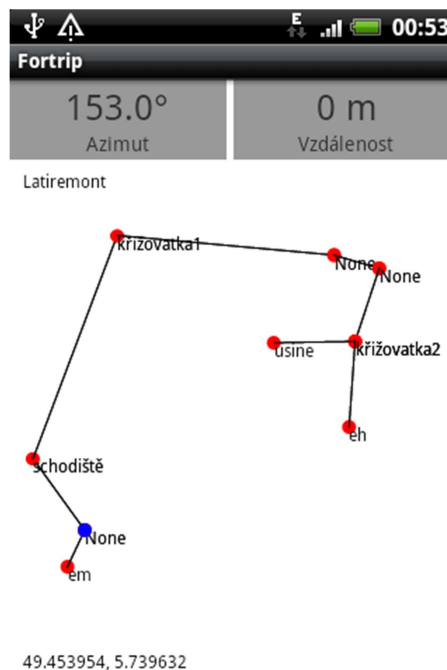 E
00:53
Fortrip
153.0° 0 m
Azimut Vzdálenost
Latiremont
křižovatka1
None
None
usine
křižovatka2
eh
schodiště
None
em
49.453954, 5.739632